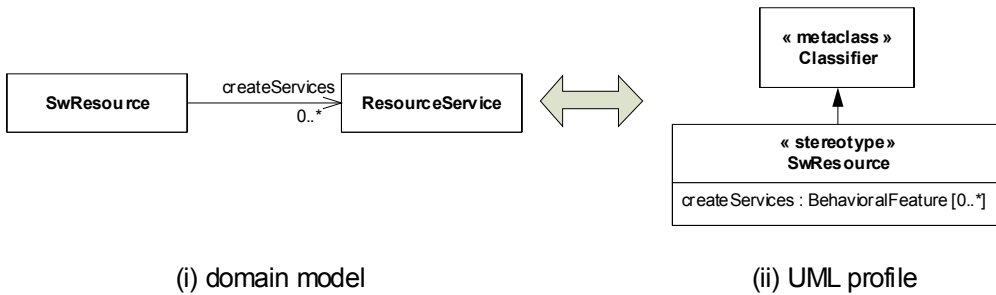 SwResource
createServices
0..*
ResourceService
« metaclass »
Classifier
« stereotype»
SwResource
createServices : BehavioralFeature [0..*]
(i) domain model
(ii) UML profile